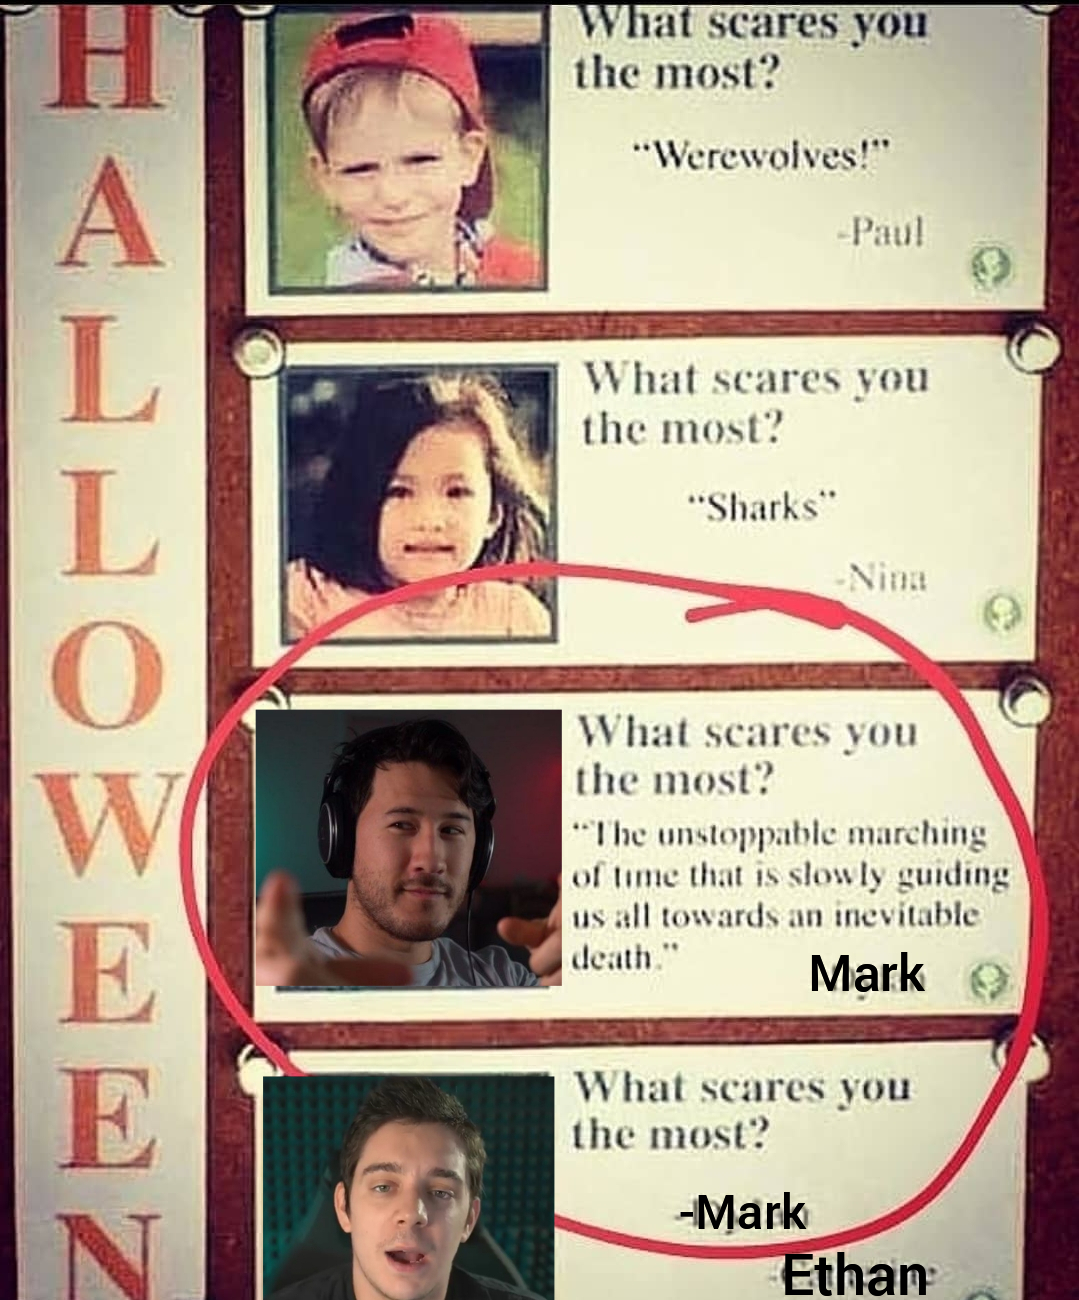 HALLOWEEN
What scares you
the most?
“Werewolves!”
-Paul
What scares you
the most?
“Sharks”
-Nina
What scares you
the most?
“The unstoppable marching
of time that is slowly guiding
us all towards an inevitable
death.”
Mark
What scares you
the most?
-Mark
Ethan